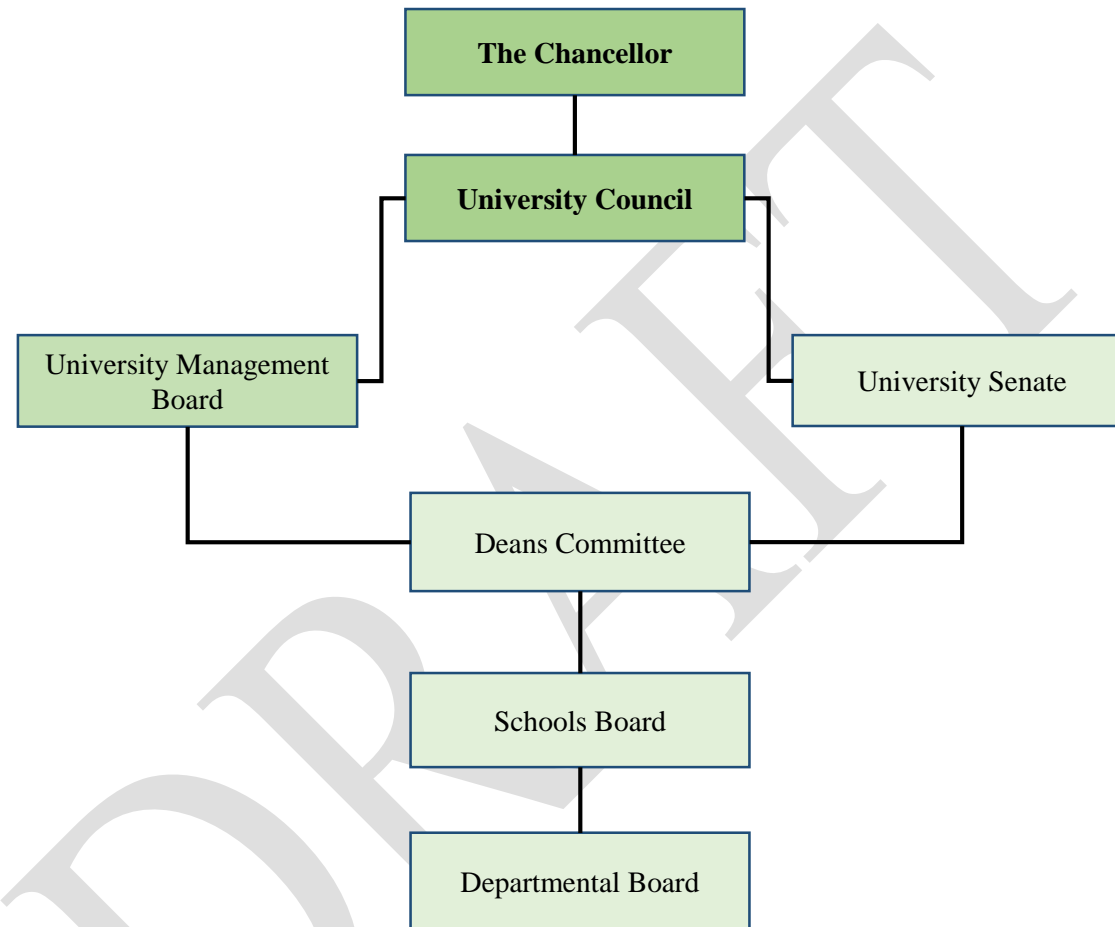 The Chancellor
University Council
University Management
Board
University Senate
Deans Committee
Schools Board
Departmental Board
DRAFT